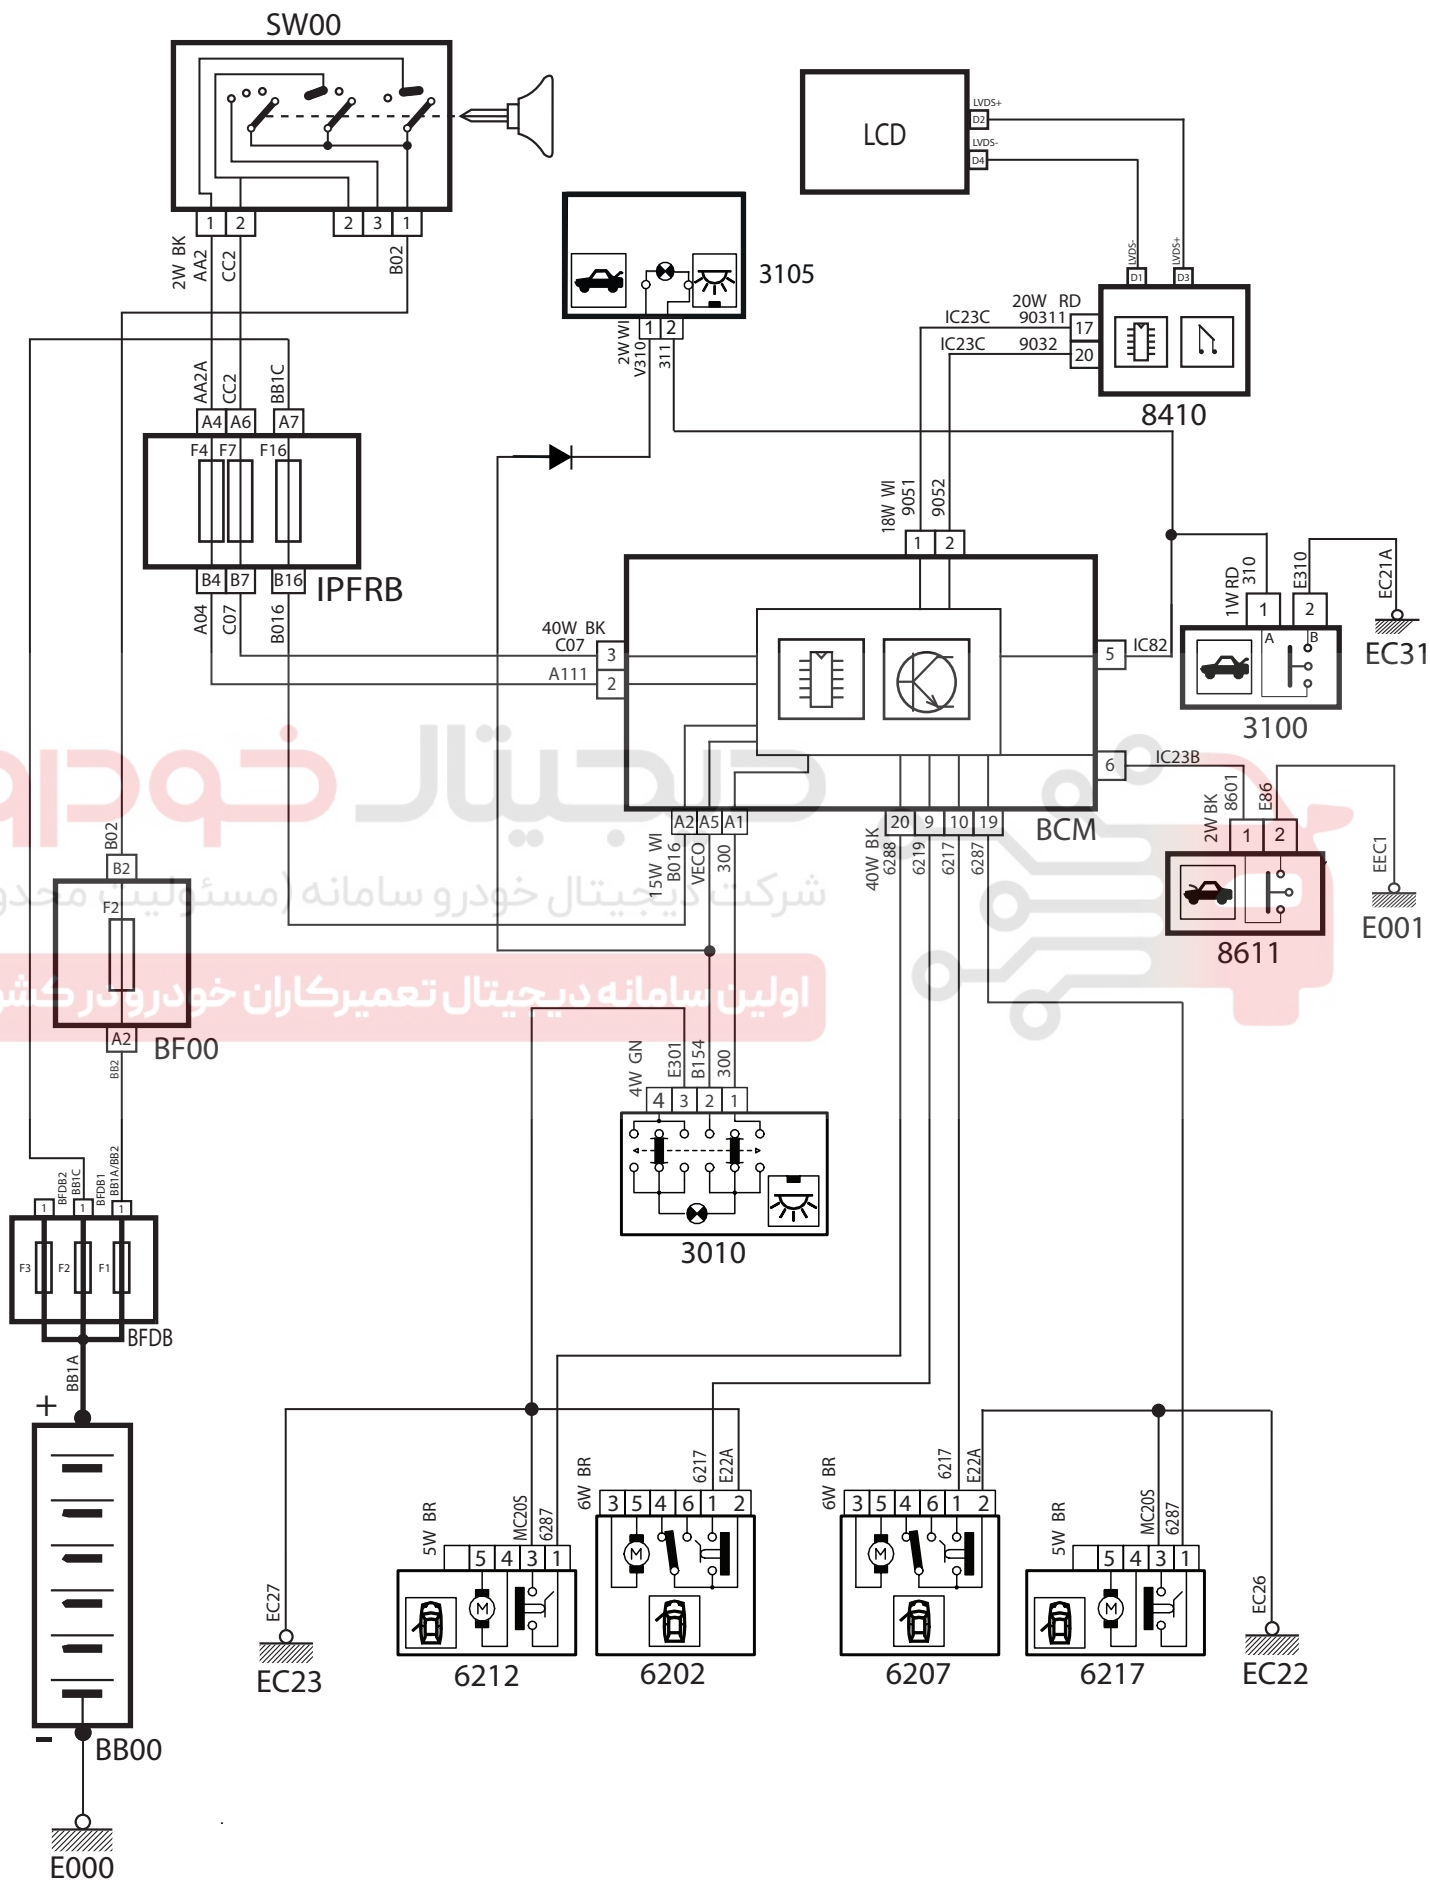 SW00
1 2 2 3 1
2W BK
AA2
CC2
B02
LCD
LVDS+
D2
LVDS-
D4
3105
1 2
2W WI
V310
311
LVDS-
LVDS+
D1
D3
20W RD
IC23C 90311 17
IC23C 9032 20
8410
AA2A
CC2
BB1C
A4 A6 A7
F4 F7 F16
B4 B7 B16
IPFRB
A04
C07
B016
18W WI
9051
9052
1 2
40W BK
C07 3
A111 2
5 IC82
6 IC23B
1W RD
310
E310
EC21A
1 2
A B
3100
EC31
A2 A5 A1
20 9 10 19
BCM
15W WI
B016
VECO
300
40W BK
6288
6219
6217
6287
2W BK
8601
E86
EEC1
1 2
8611
E001
دیجیتال خودرو
شرکت دیجیتال خودرو سامانه (مسئولیت
اولین سامانه دیجیتال تعمیرکاران خودرو در
B02
B2
F2
A2
BF00
BB2
4W GN
E301
B154
300
4 3 2 1
3010
BFDB2
BB1C
BFDB1
BB1A/BB2
1 1 1
F3 F2 F1
BFDB
BB1A
+
-
BB00
E000
EC27
EC23
5W BR
MC20S
6287
5 4 3 1
M
6212
6W BR
6217
E22A
3 5 4 6 1 2
M
6202
6W BR
6217
E22A
3 5 4 6 1 2
M
6207
5W BR
MC20S
6287
5 4 3 1
M
6217
EC26
EC22